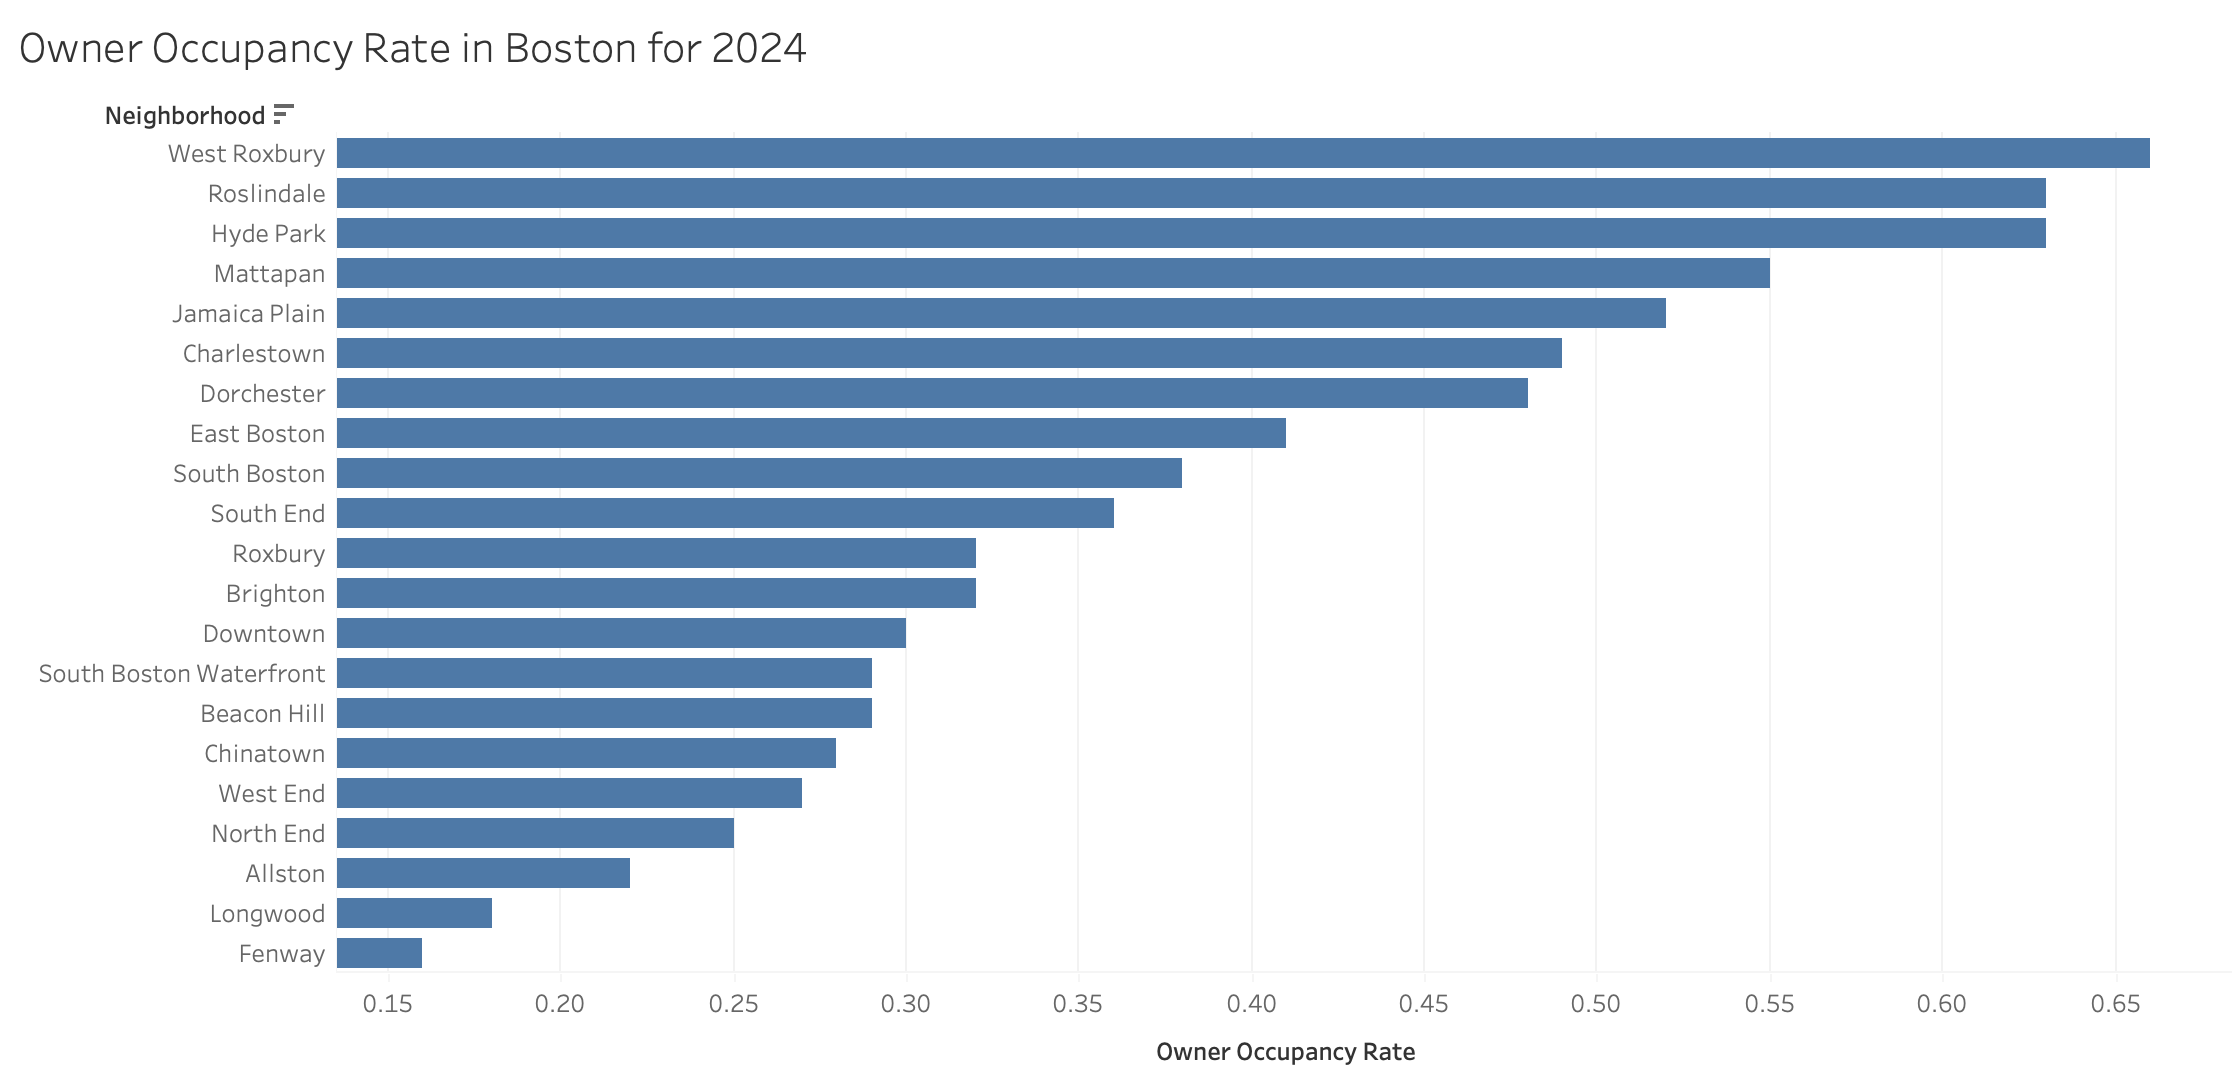 Owner Occupancy Rate in Boston for 2024
Neighborhood
West Roxbury
Roslindale
Hyde Park
Mattapan
Jamaica Plain
Charlestown
Dorchester
East Boston
South Boston
South End
Roxbury
Brighton
Downtown
South Boston Waterfront
Beacon Hill
Chinatown
West End
North End
Allston
Longwood
Fenway
0.15 0.20 0.25 0.30 0.35 0.40 0.45 0.50 0.55 0.60 0.65
Owner Occupancy Rate